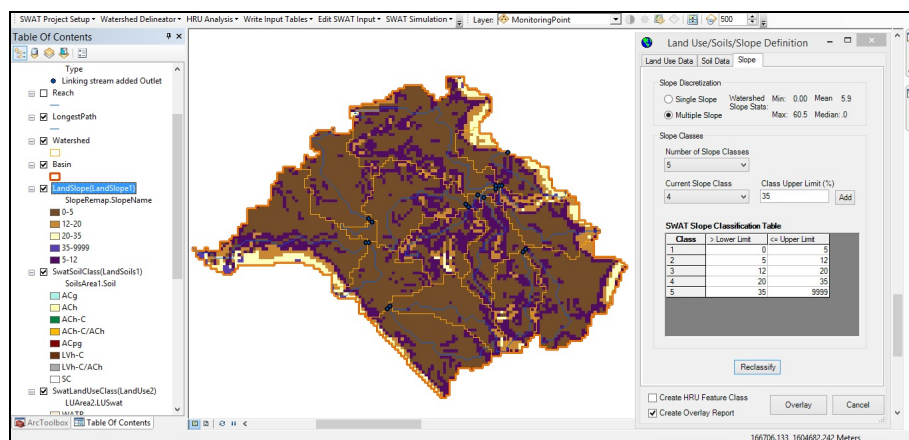 SWAT Project Setup Watershed Delineator HRU Analysis Write Input Tables Edit SWAT Input SWAT Simulation Layer: MonitoringPoint 500
Table Of Contents
Type
Linking stream added Outlet
Reach
LongestPath
Watershed
Basin
LandSlope(LandSlope1)
SlopeRemap.SlopeName
0-5
12-20
20-35
35-9999
5-12
SwatSoilClass(LandSoils1)
SoilsArea1.Soil
ACg
ACh
ACh-C
ACh-C/ACh
ACpg
LVh-C
LVh-C/ACh
SC
SwatLandUseClass(LandUse2)
LUArea2.LUSwat
WATR
ArcToolbox Table Of Contents
Land Use/Soils/Slope Definition
Land Use Data Soil Data Slope
Slope Discretization
Single Slope
Multiple Slope
Watershed Slope Stats:
Min: 0.00 Mean 5.9
Max: 60.5 Median: .0
Slope Classes
Number of Slope Classes
5
Current Slope Class Class Upper Limit (%)
4 35 Add
SWAT Slope Classification Table
Class > Lower Limit <= Upper Limit
1 0 5
2 5 12
3 12 20
4 20 35
5 35 9999
Reclassify
Create HRU Feature Class
Create Overlay Report
Overlay Cancel
166706.133 1604682.242 Meters